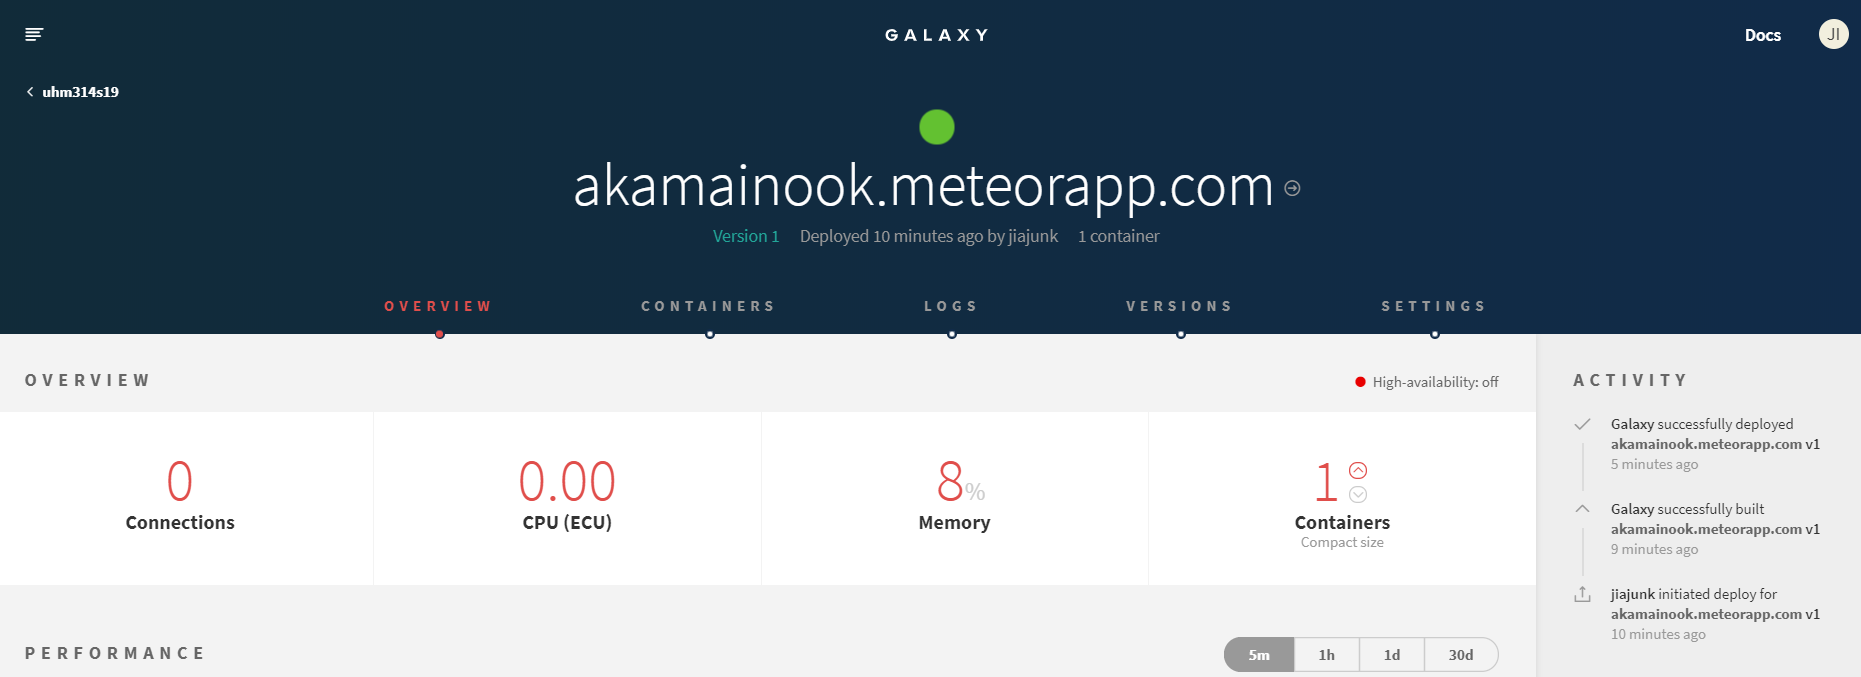 GALAXY
Docs
JI
uhm314s19
akamainook.meteorapp.com
Version 1 Deployed 10 minutes ago by jiajunk 1 container
OVERVIEW CONTAINERS LOGS VERSIONS SETTINGS
OVERVIEW
High-availability: off
0
Connections
0.00
CPU (ECU)
8%
Memory
1
Containers
Compact size
PERFORMANCE
5m 1h 1d 30d
ACTIVITY
Galaxy successfully deployed
akamainook.meteorapp.com v1
5 minutes ago
Galaxy successfully built
akamainook.meteorapp.com v1
9 minutes ago
jiajunk initiated deploy for
akamainook.meteorapp.com v1
10 minutes ago